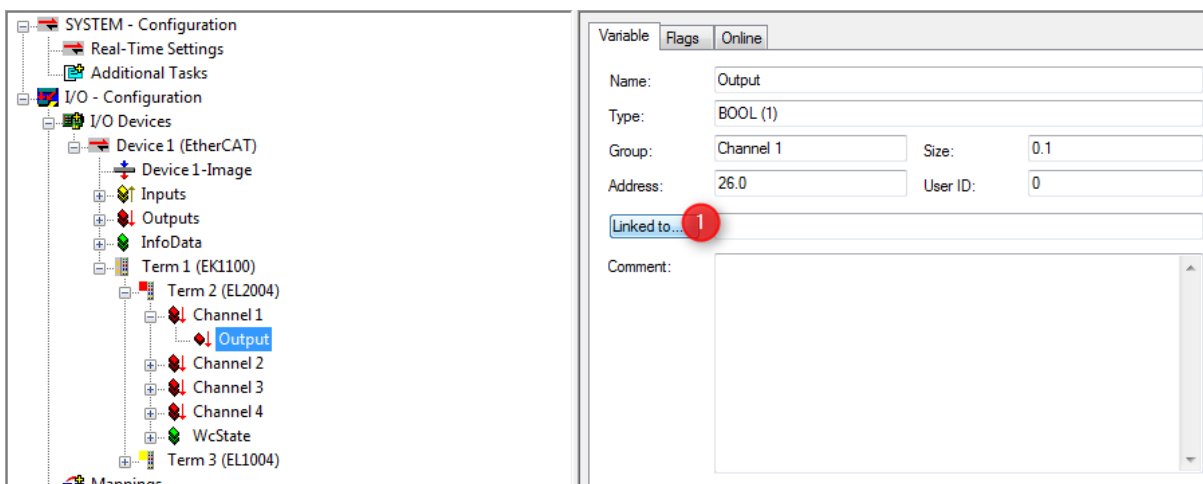 SYSTEM - Configuration
Real-Time Settings
Additional Tasks
I/O - Configuration
I/O Devices
Device 1 (EtherCAT)
Device 1-Image
Inputs
Outputs
InfoData
Term 1 (EK1100)
Term 2 (EL2004)
Channel 1
Output
Channel 2
Channel 3
Channel 4
WcState
Term 3 (EL1004)
Mappings
Variable Flags Online
Name: Output
Type: BOOL (1)
Group: Channel 1 Size: 0.1
Address: 26.0 User ID: 0
Linked to... 1
Comment: